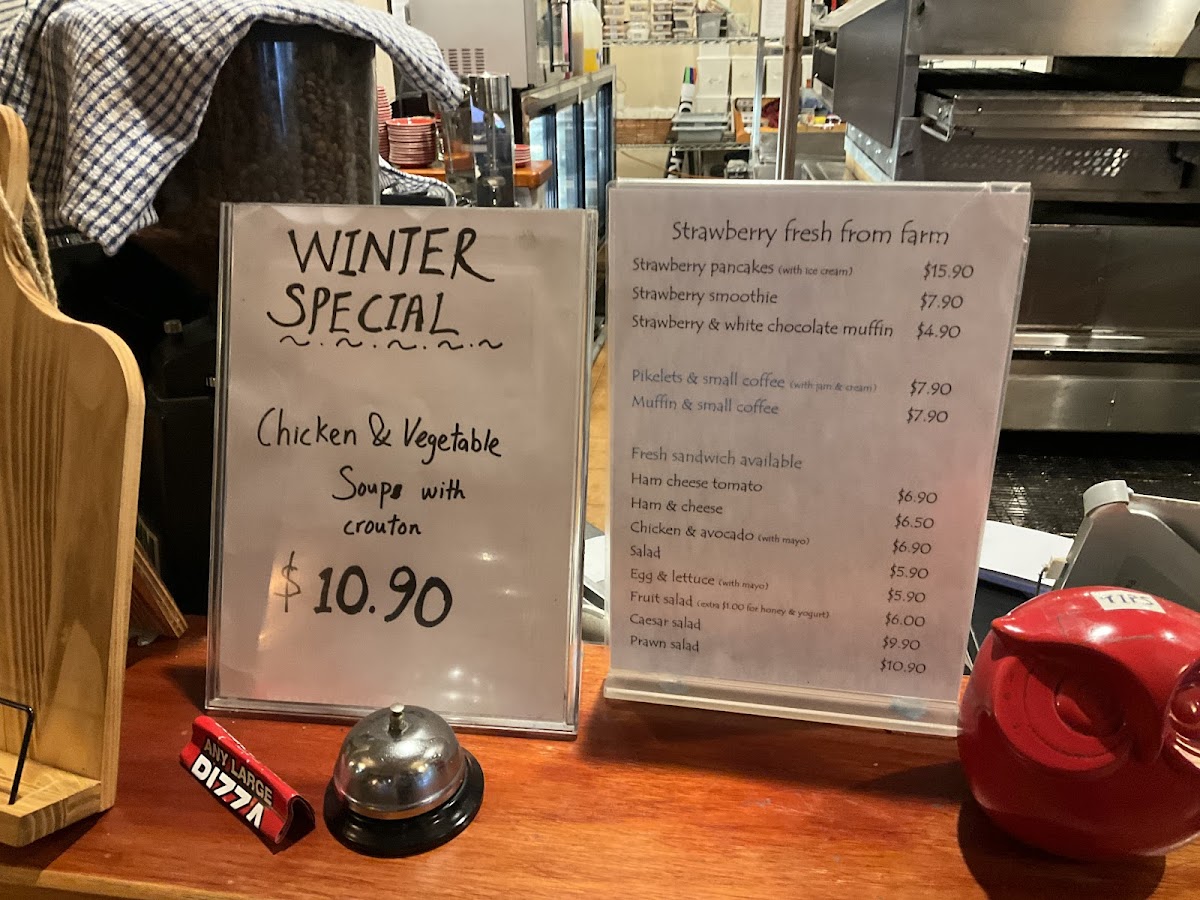 WINTER
SPECIAL
~.~.~.~.~
Chicken & Vegetable
Soup with
crouton
$10.90
Strawberry fresh from farm
Strawberry pancakes (with ice cream) $15.90
Strawberry smoothie $7.90
Strawberry & white chocolate muffin $4.90
Pikelets & small coffee (with jam & cream) $7.90
Muffin & small coffee $7.90
Fresh sandwich available
Ham cheese tomato $6.90
Ham & cheese $6.50
Chicken & avocado (with mayo) $6.90
Salad $5.90
Egg & lettuce (with mayo) $5.90
Fruit salad (extra $1.00 for honey & yogurt) $6.00
Caesar salad $9.90
Prawn salad $10.90
ANY LARGE
PIZZA
TIPS